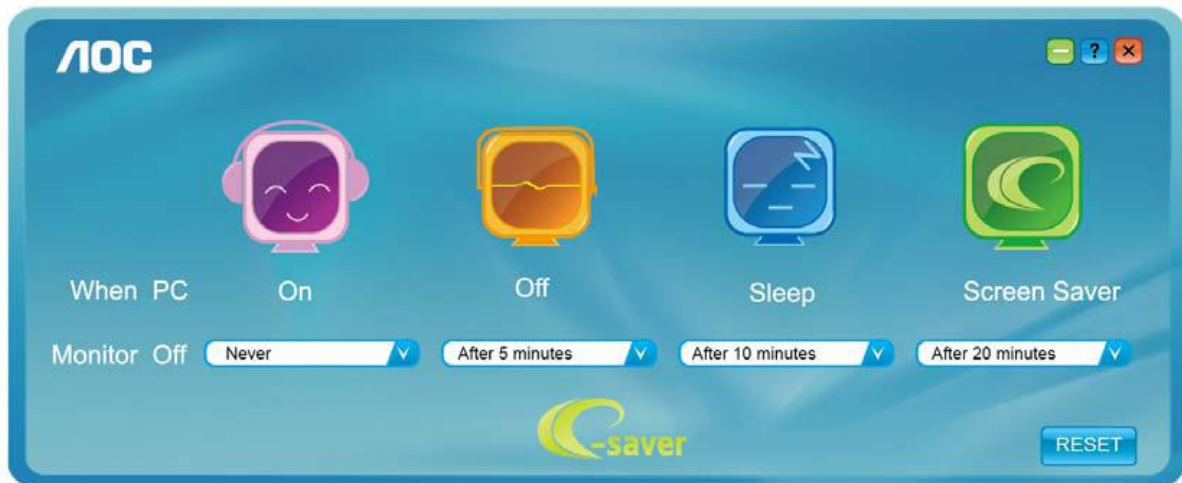 AOC
?
When PC On Off Sleep Screen Saver
Monitor Off Never After 5 minutes After 10 minutes After 20 minutes
e-saver
RESET